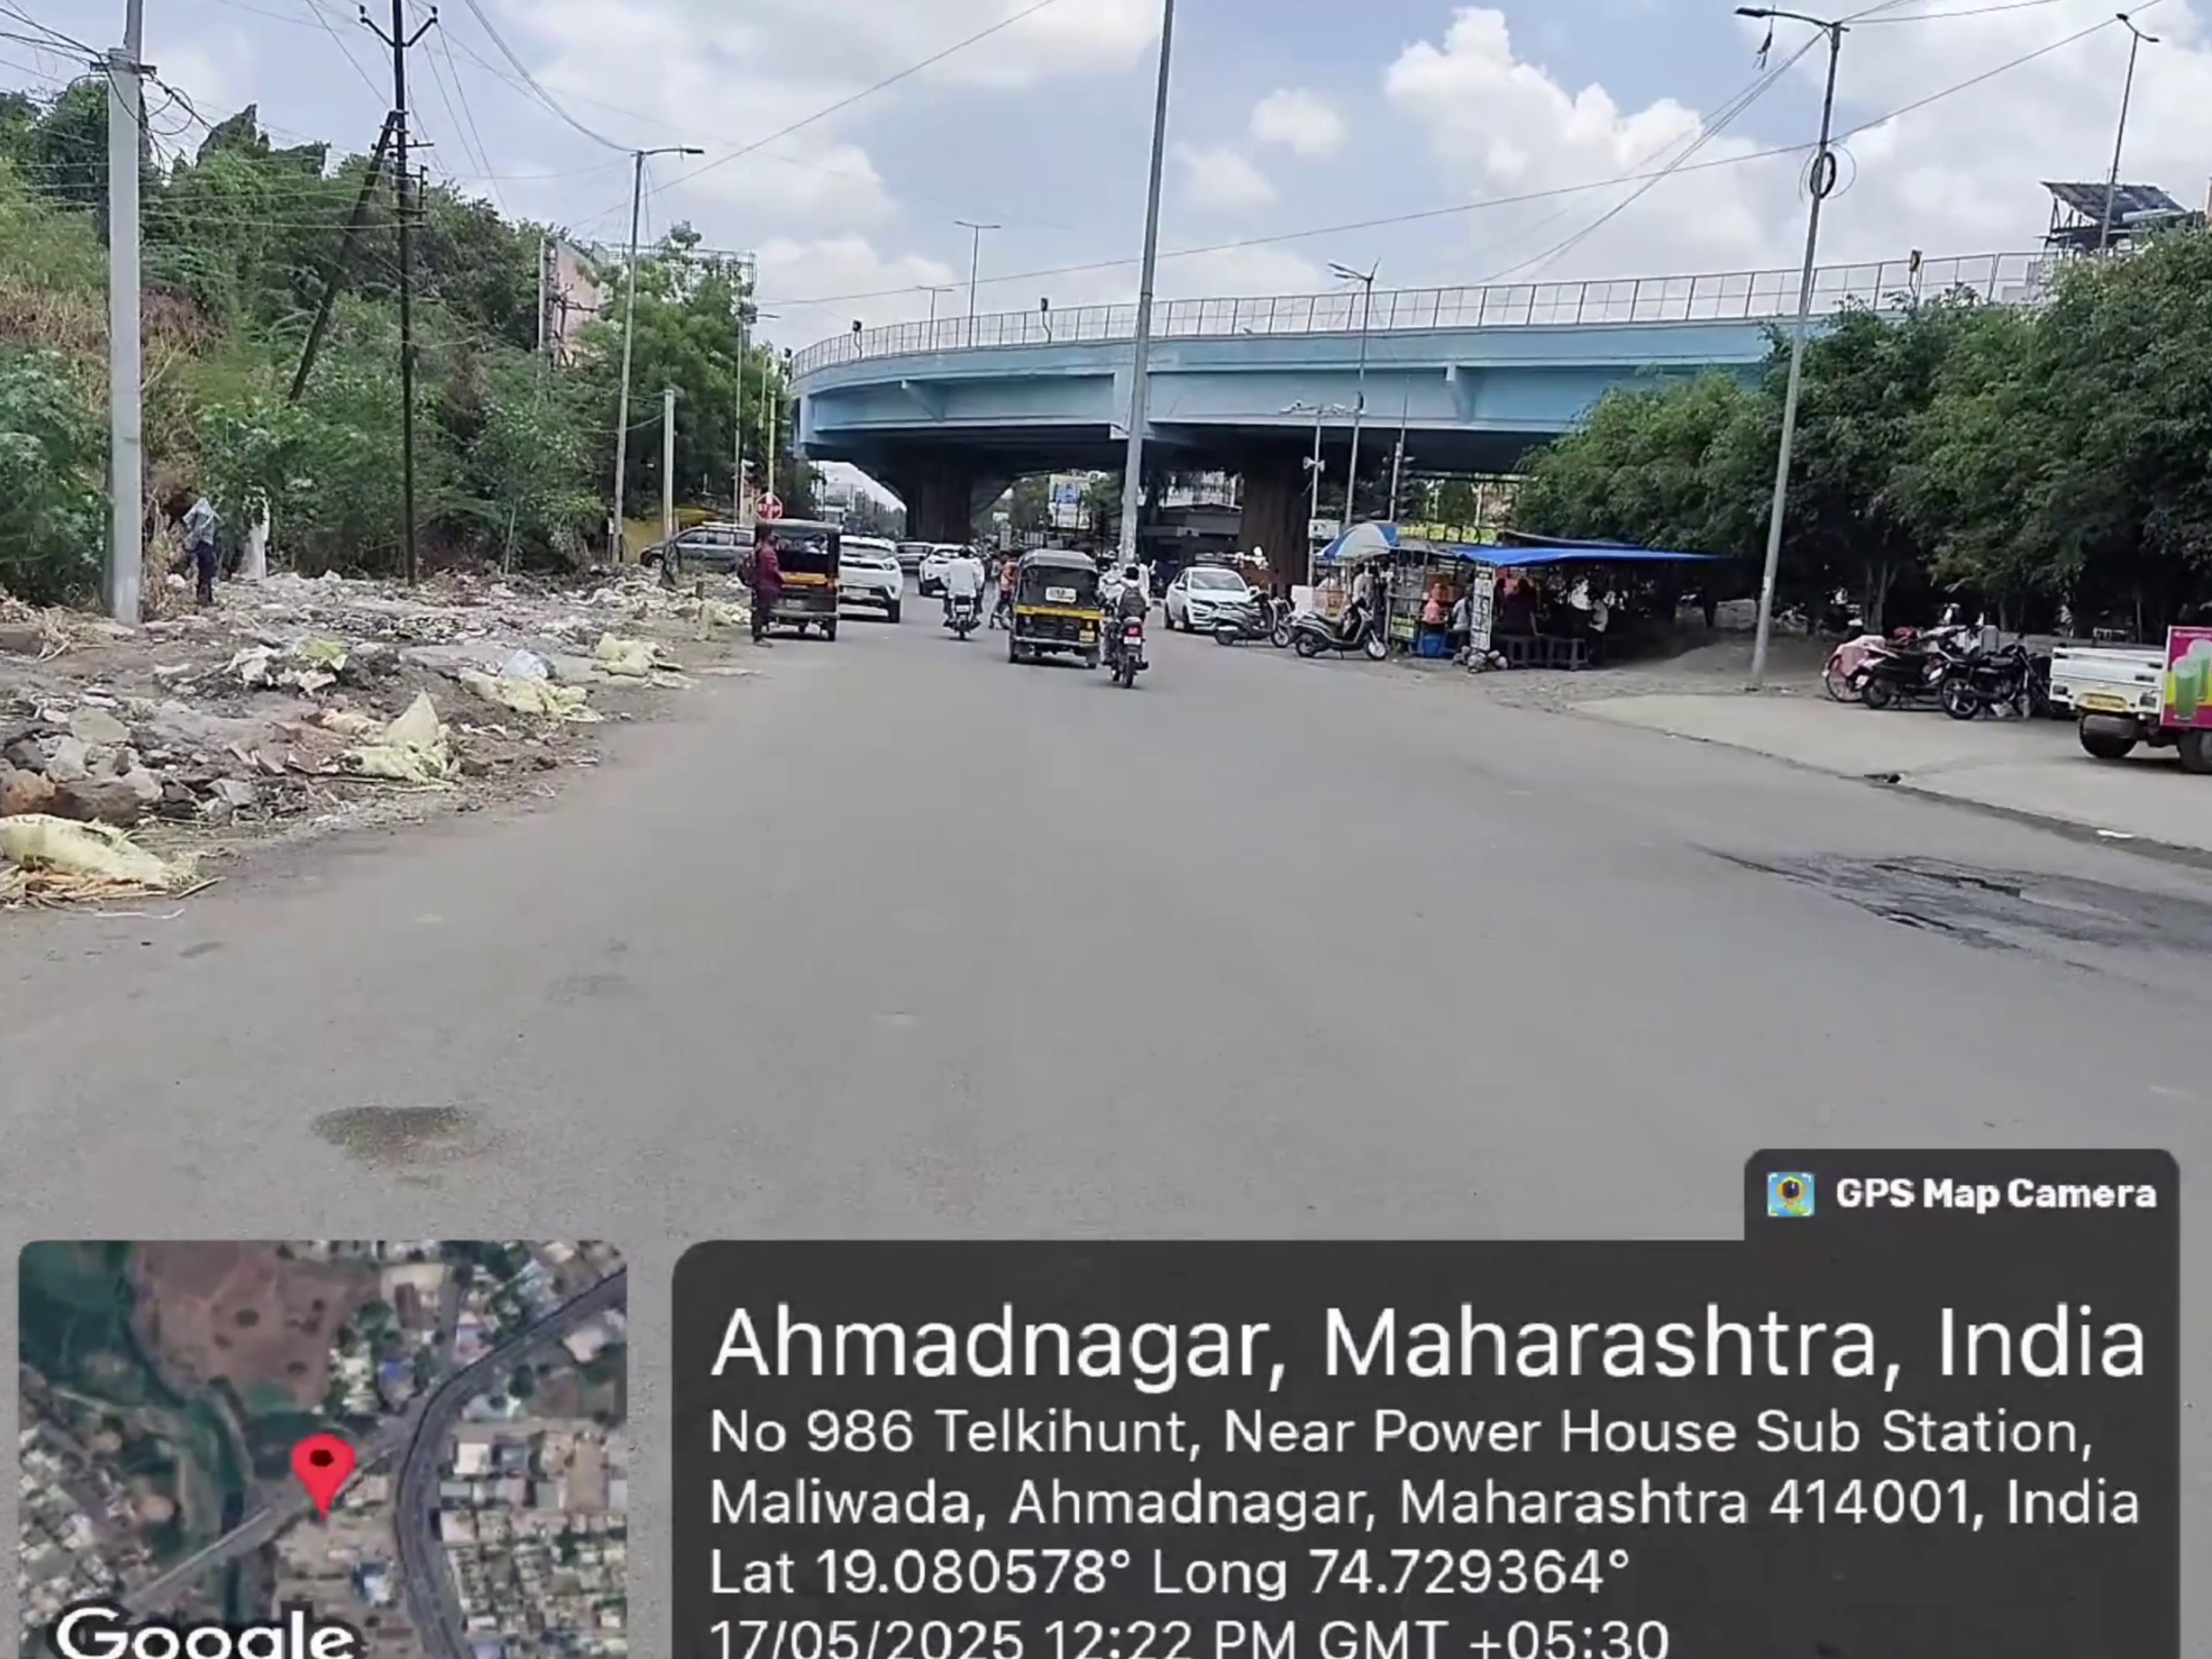 STOP
GPS Map Camera
Ahmadnagar, Maharashtra, India
No 986 Telkihunt, Near Power House Sub Station,
Maliwada, Ahmadnagar, Maharashtra 414001, India
Lat 19.080578° Long 74.729364°
17/05/2025 12:22 PM GMT +05:30
Google